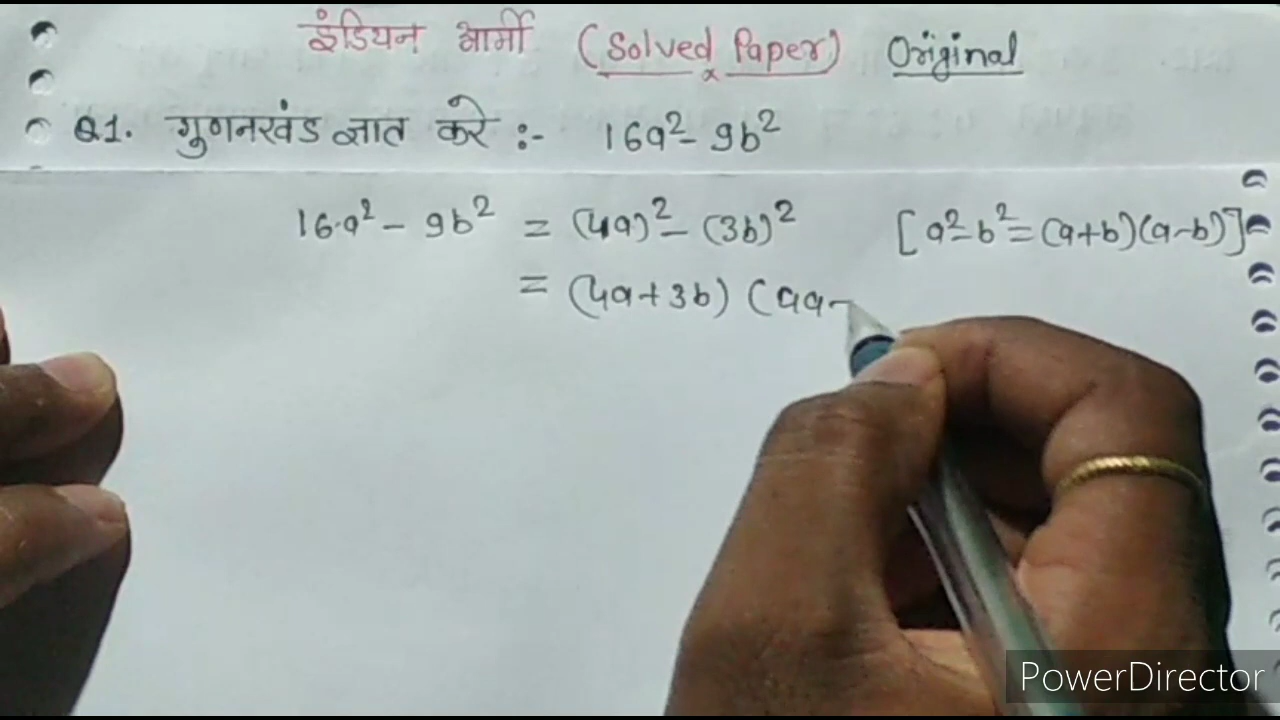 इंडियन आर्मी (Solved Paper) Original
Q1. गुणनखंड ज्ञात करे :- 16a²- 9b²
16a² - 9b² = (4a)² - (3b)² [a²-b²=(a+b)(a-b)]
= (4a+3b) (4a-
PowerDirector